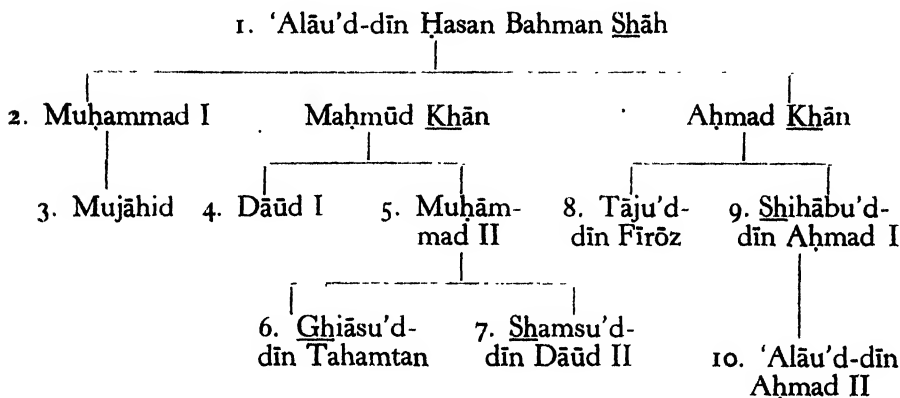 1. ‘Alāu'd-dīn Ḥasan Bahman Shāh
2. Muḥammad I Maḥmūd Khān Aḥmad Khān
3. Mujāhid 4. Dāūd I 5. Muḥām- 8. Tāju'd- 9. Shihābu'd-
mad II dīn Fīrōz dīn Aḥmad I
6. Ghiāsu'd- 7. Shamsu'd-
dīn Tahamtan dīn Dāūd II 10. ‘Alāu'd-dīn
Aḥmad II